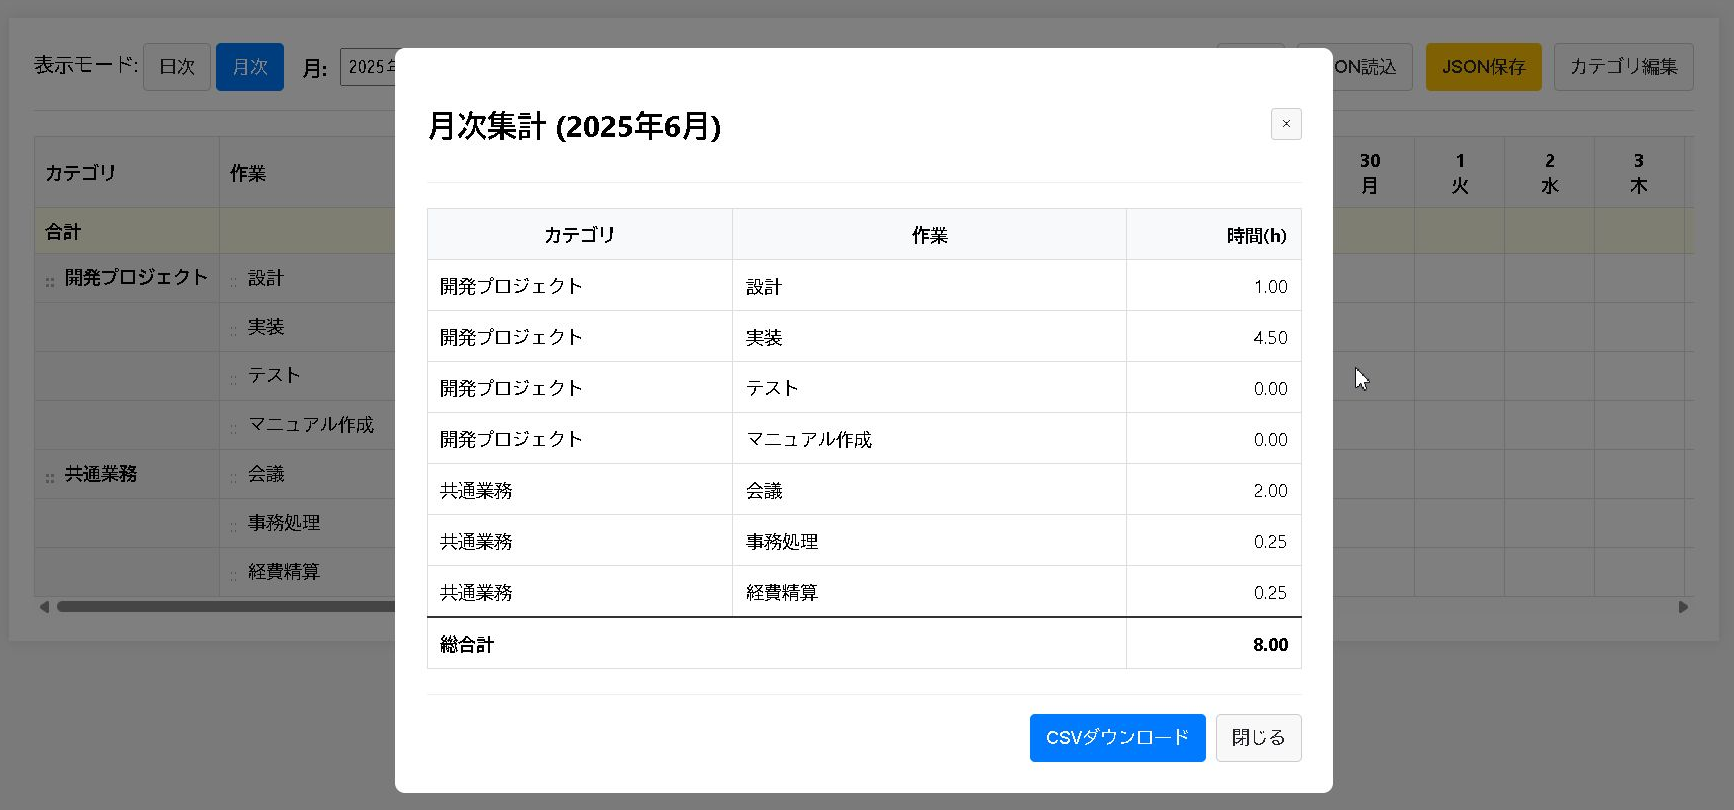 表示モード: 日次 月次 月: 2025年
ON読込 JSON保存 カテゴリ編集
カテゴリ 作業
30 1 2 3
月 火 水 木
合計
開発プロジェクト 設計
実装
テスト
マニュアル作成
共通業務 会議
事務処理
経費精算
月次集計 (2025年6月) ×
カテゴリ 作業 時間(h)
開発プロジェクト 設計 1.00
開発プロジェクト 実装 4.50
開発プロジェクト テスト 0.00
開発プロジェクト マニュアル作成 0.00
共通業務 会議 2.00
共通業務 事務処理 0.25
共通業務 経費精算 0.25
総合計 8.00
CSVダウンロード 閉じる